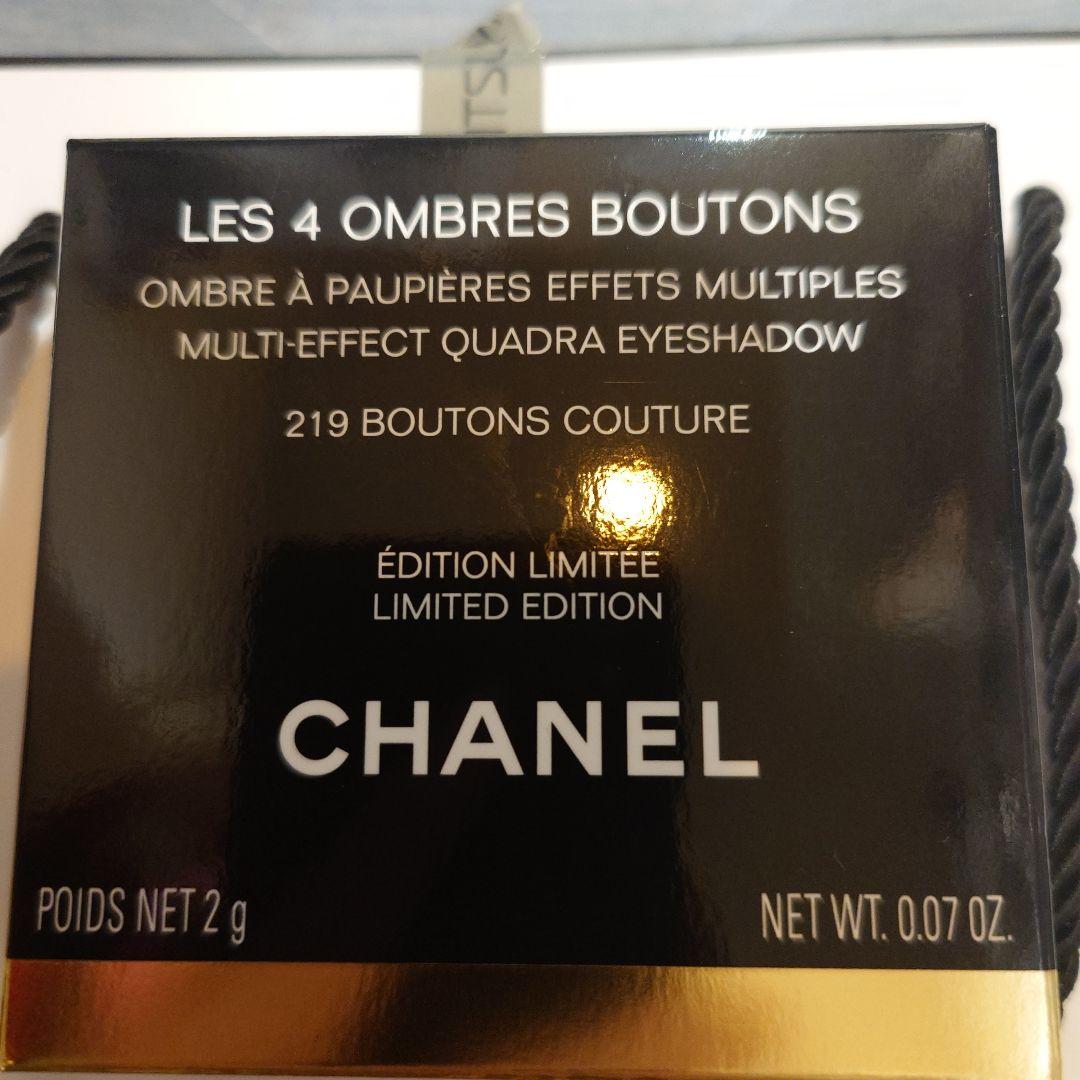 LES 4 OMBRES BOUTONS
OMBRE À PAUPIÈRES EFFETS MULTIPLES
MULTI-EFFECT QUADRA EYESHADOW
219 BOUTONS COUTURE
ÉDITION LIMITÉE
LIMITED EDITION
CHANEL
POIDS NET 2 g
NET WT. 0.07 OZ.